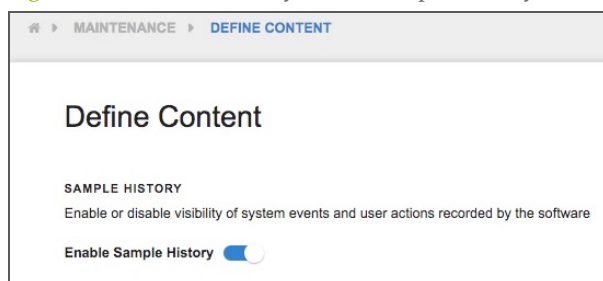 MAINTENANCE DEFINE CONTENT
Define Content
SAMPLE HISTORY
Enable or disable visibility of system events and user actions recorded by the software
Enable Sample History